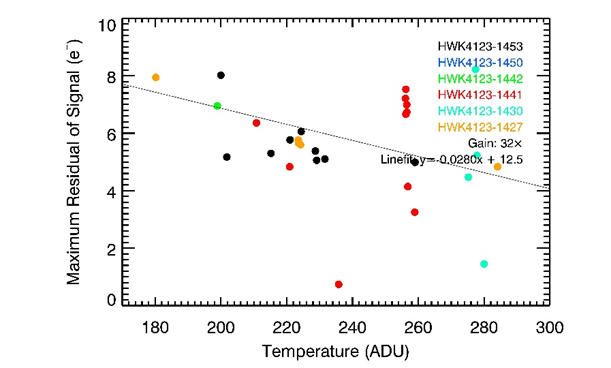 10
8
6
4
2
0
Maximum Residual of Signal (e⁻)
HWK4123-1453
HWK4123-1450
HWK4123-1442
HWK4123-1441
HWK4123-1430
HWK4123-1427
Gain: 32×
Linefit: y=-0.0280x + 12.5
180 200 220 240 260 280 300
Temperature (ADU)